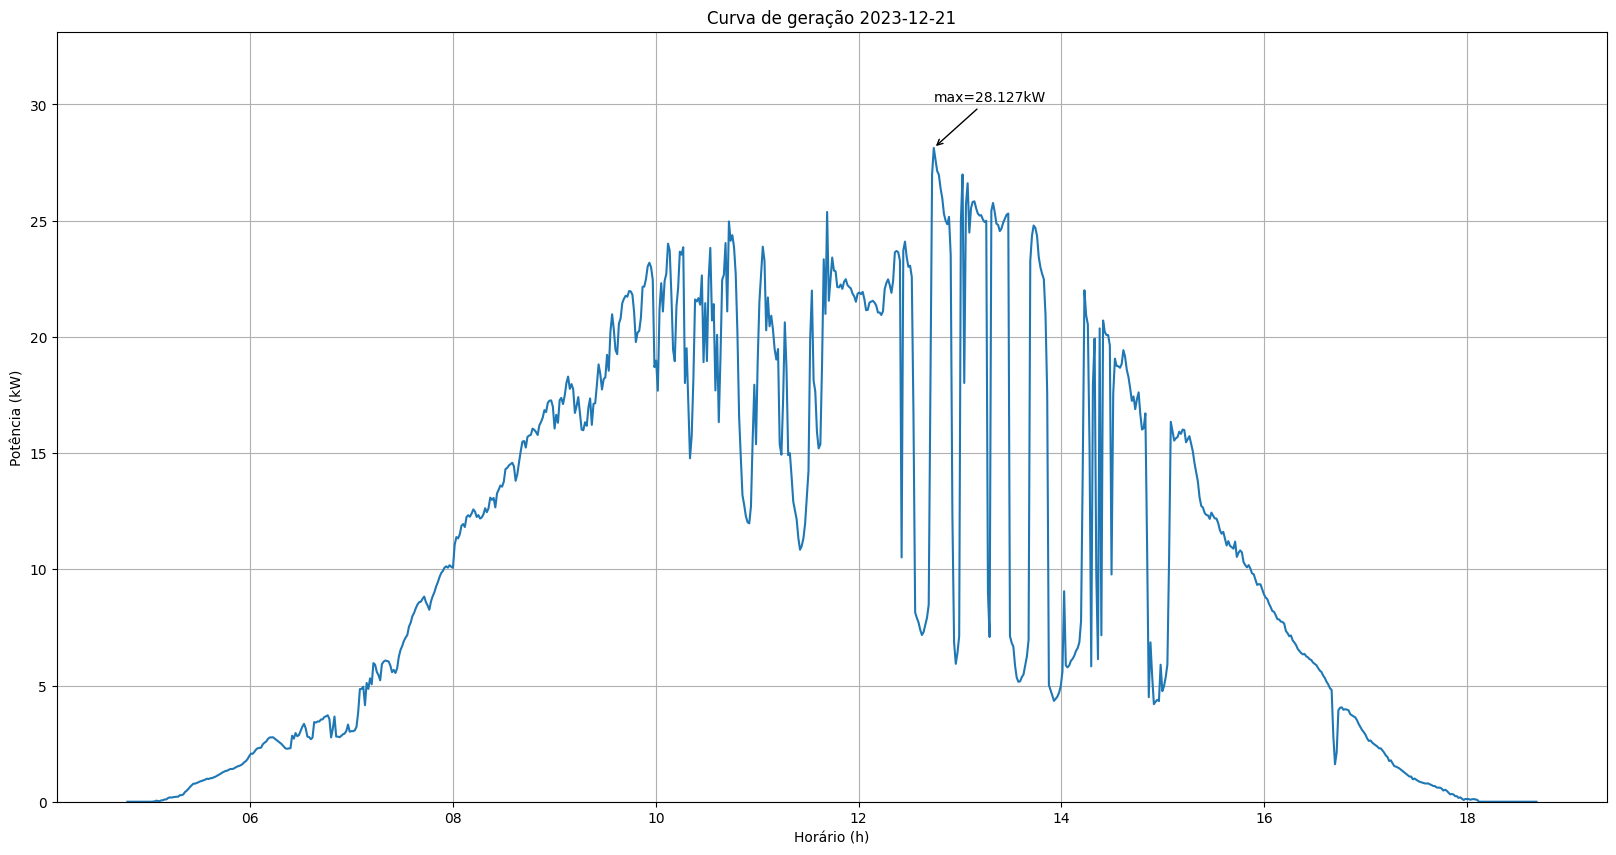 Curva de geração 2023-12-21
max=28.127kW
30
25
20
15
10
5
0
Potência (kW)
06 08 10 12 14 16 18
Horário (h)